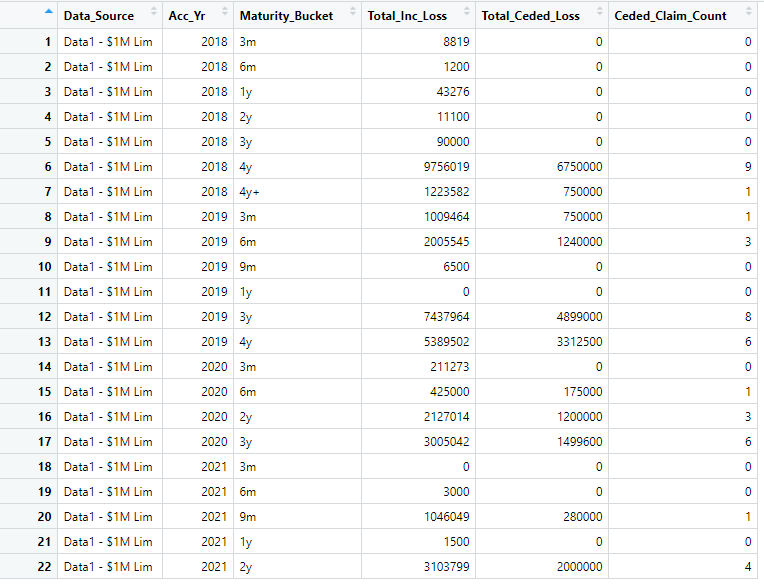 Data_Source Acc_Yr Maturity_Bucket Total_Inc_Loss Total_Ceded_Loss Ceded_Claim_Count
1 Data1 - $1M Lim 2018 3m 8819 0 0
2 Data1 - $1M Lim 2018 6m 1200 0 0
3 Data1 - $1M Lim 2018 1y 43276 0 0
4 Data1 - $1M Lim 2018 2y 11100 0 0
5 Data1 - $1M Lim 2018 3y 90000 0 0
6 Data1 - $1M Lim 2018 4y 9756019 6750000 9
7 Data1 - $1M Lim 2018 4y+ 1223582 750000 1
8 Data1 - $1M Lim 2019 3m 1009464 750000 1
9 Data1 - $1M Lim 2019 6m 2005545 1240000 3
10 Data1 - $1M Lim 2019 9m 6500 0 0
11 Data1 - $1M Lim 2019 1y 0 0 0
12 Data1 - $1M Lim 2019 3y 7437964 4899000 8
13 Data1 - $1M Lim 2019 4y 5389502 3312500 6
14 Data1 - $1M Lim 2020 3m 211273 0 0
15 Data1 - $1M Lim 2020 6m 425000 175000 1
16 Data1 - $1M Lim 2020 2y 2127014 1200000 3
17 Data1 - $1M Lim 2020 3y 3005042 1499600 6
18 Data1 - $1M Lim 2021 3m 0 0 0
19 Data1 - $1M Lim 2021 6m 3000 0 0
20 Data1 - $1M Lim 2021 9m 1046049 280000 1
21 Data1 - $1M Lim 2021 1y 1500 0 0
22 Data1 - $1M Lim 2021 2y 3103799 2000000 4